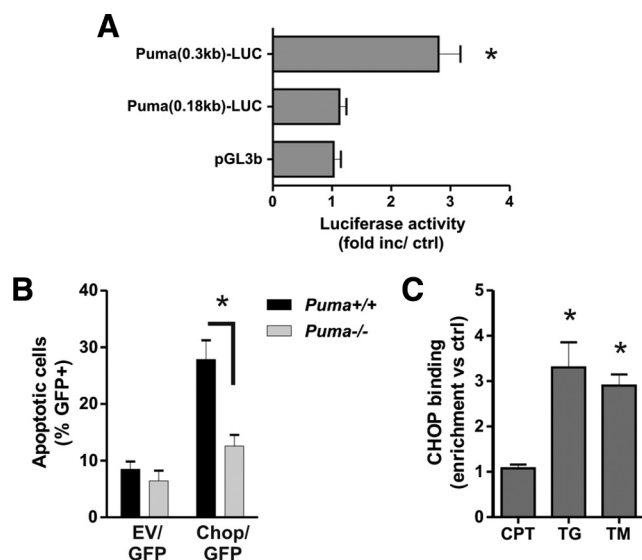 A
Puma(0.3kb)-LUC
*
Puma(0.18kb)-LUC
pGL3b
0 1 2 3 4
Luciferase activity
(fold inc/ ctrl)
B
Apoptotic cells
(% GFP+)
40
30
20
10
0
*
Puma+/+
Puma-/-
EV/
GFP
Chop/
GFP
C
CHOP binding
(enrichment vs ctrl)
5
4
3
2
1
0
* *
CPT TG TM